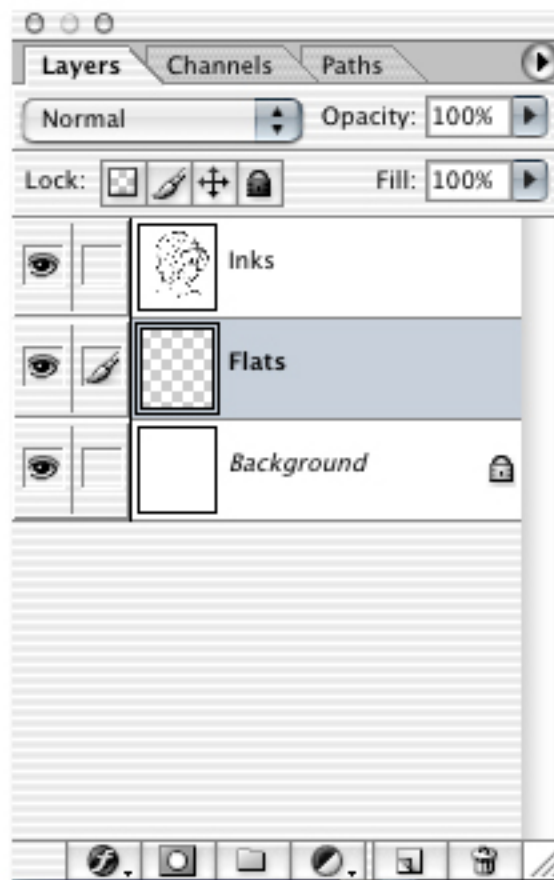 Layers Channels Paths
Normal Opacity: 100%
Lock: Fill: 100%
Inks
Flats
Background